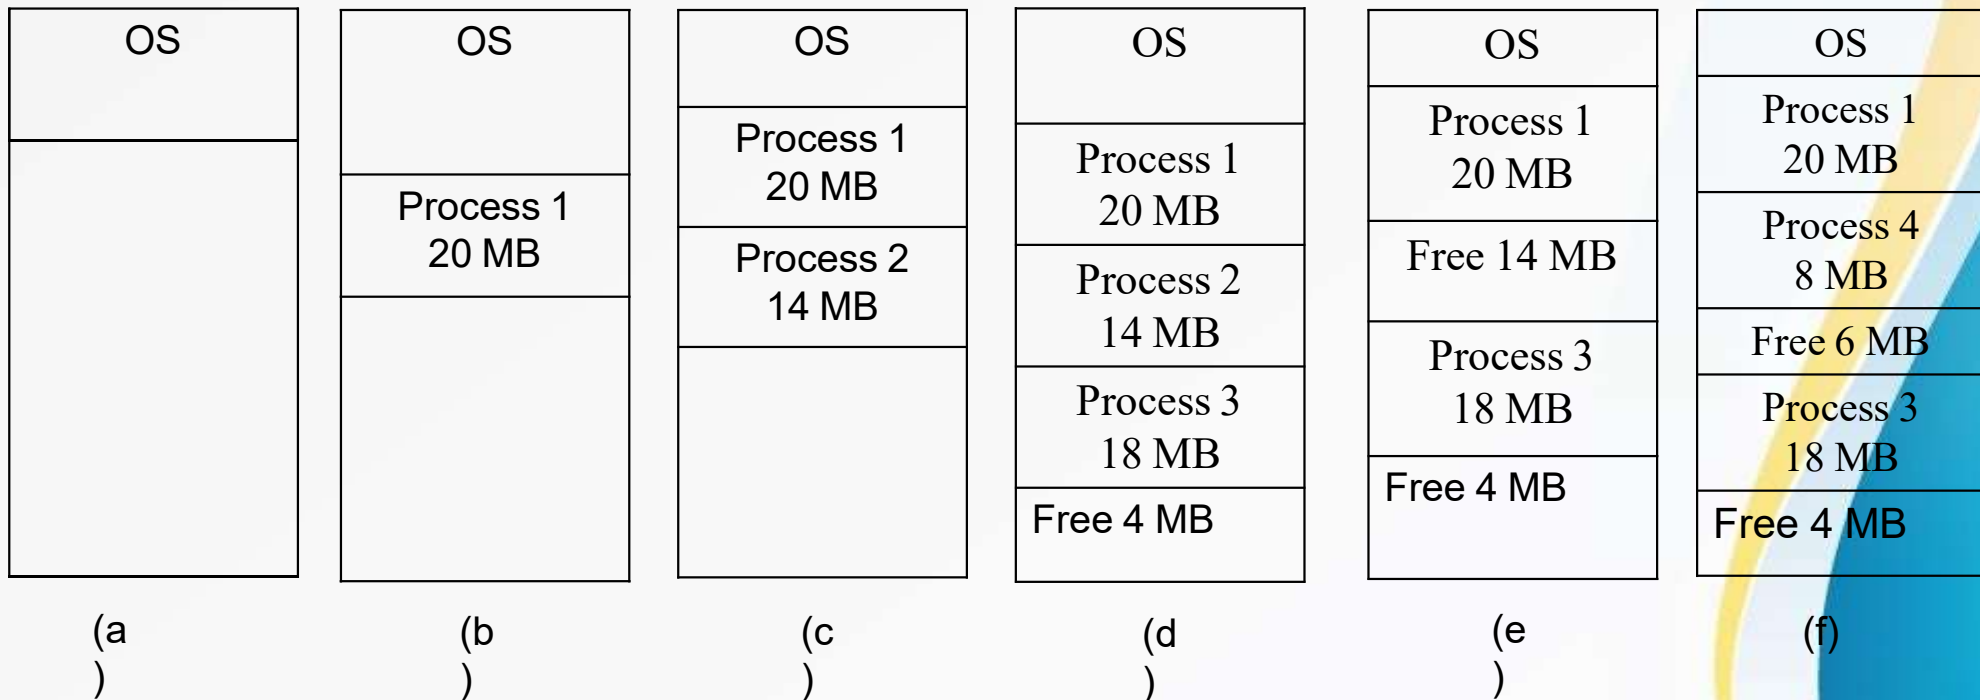 OS
(a
)
OS
Process 1
20 MB
(b
)
OS
Process 1
20 MB
Process 2
14 MB
(c
)
OS
Process 1
20 MB
Process 2
14 MB
Process 3
18 MB
Free 4 MB
(d
)
OS
Process 1
20 MB
Free 14 MB
Process 3
18 MB
Free 4 MB
(e
)
OS
Process 1
20 MB
Process 4
8 MB
Free 6 MB
Process 3
18 MB
Free 4 MB
(f)